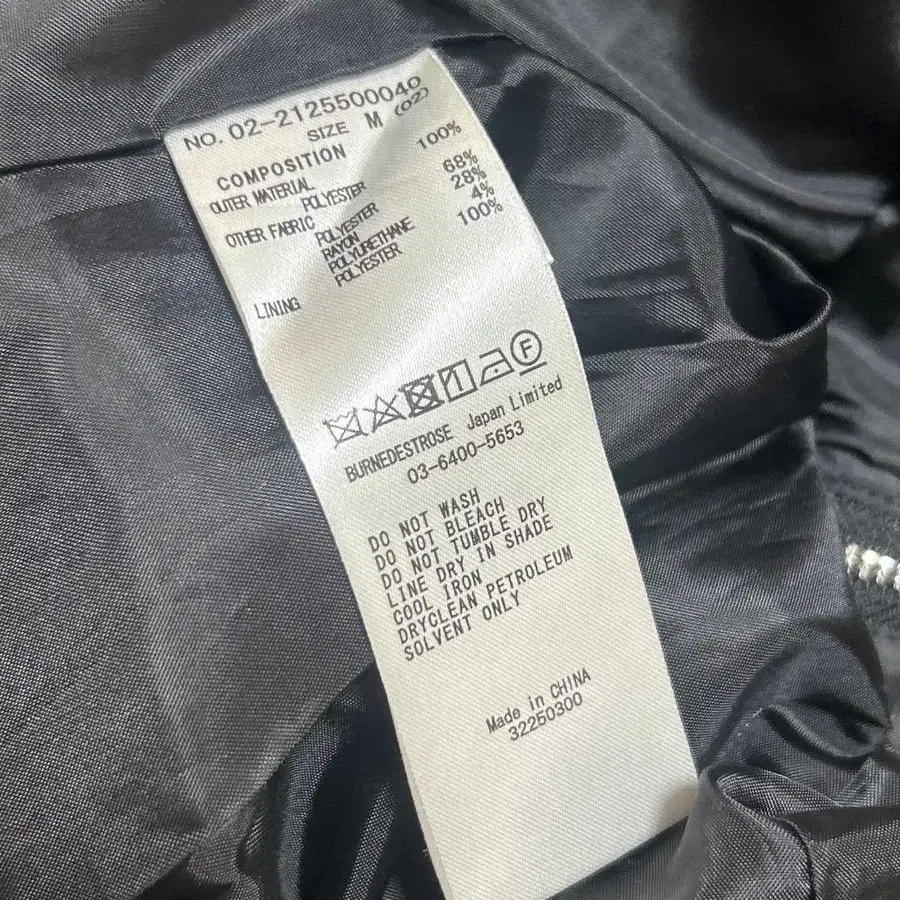 NO. 02-2125500040
SIZE M (02)
COMPOSITION
OUTER MATERIAL
POLYESTER 100%
OTHER FABRIC
POLYESTER 68%
RAYON 28%
POLYURETHANE 4%
LINING POLYESTER 100%
F
BURNEDESTROSE Japan Limited
03-6400-5653
DO NOT WASH
DO NOT BLEACH
DO NOT TUMBLE DRY
LINE DRY IN SHADE
COOL IRON
DRYCLEAN PETROLEUM
SOLVENT ONLY
Made in CHINA
32250300